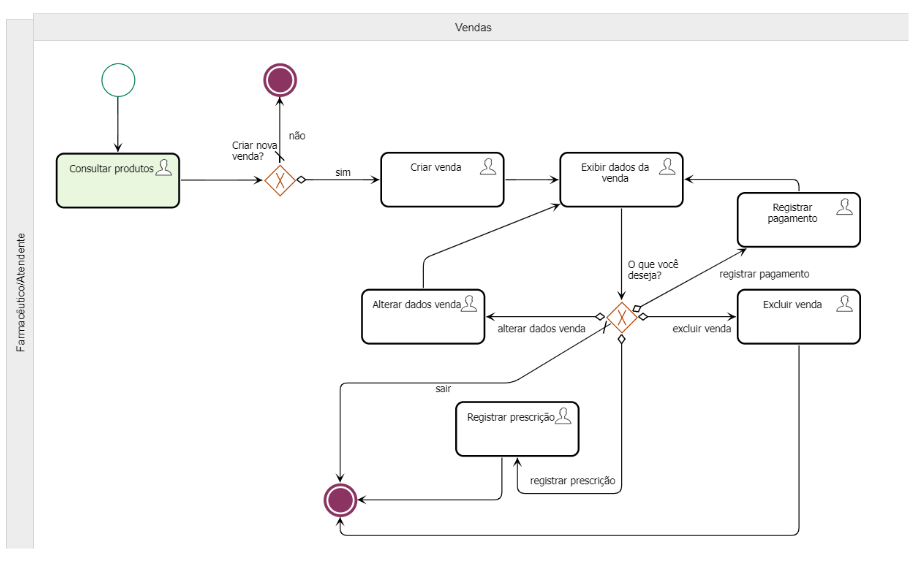 Vendas
Farmacêutico/Atendente
Consultar produtos
Criar nova
venda?
não
sim
Criar venda
Exibir dados da
venda
Registrar
pagamento
O que você
deseja?
registrar pagamento
Alterar dados venda
alterar dados venda
excluir venda
Excluir venda
sair
Registrar prescrição
registrar prescrição